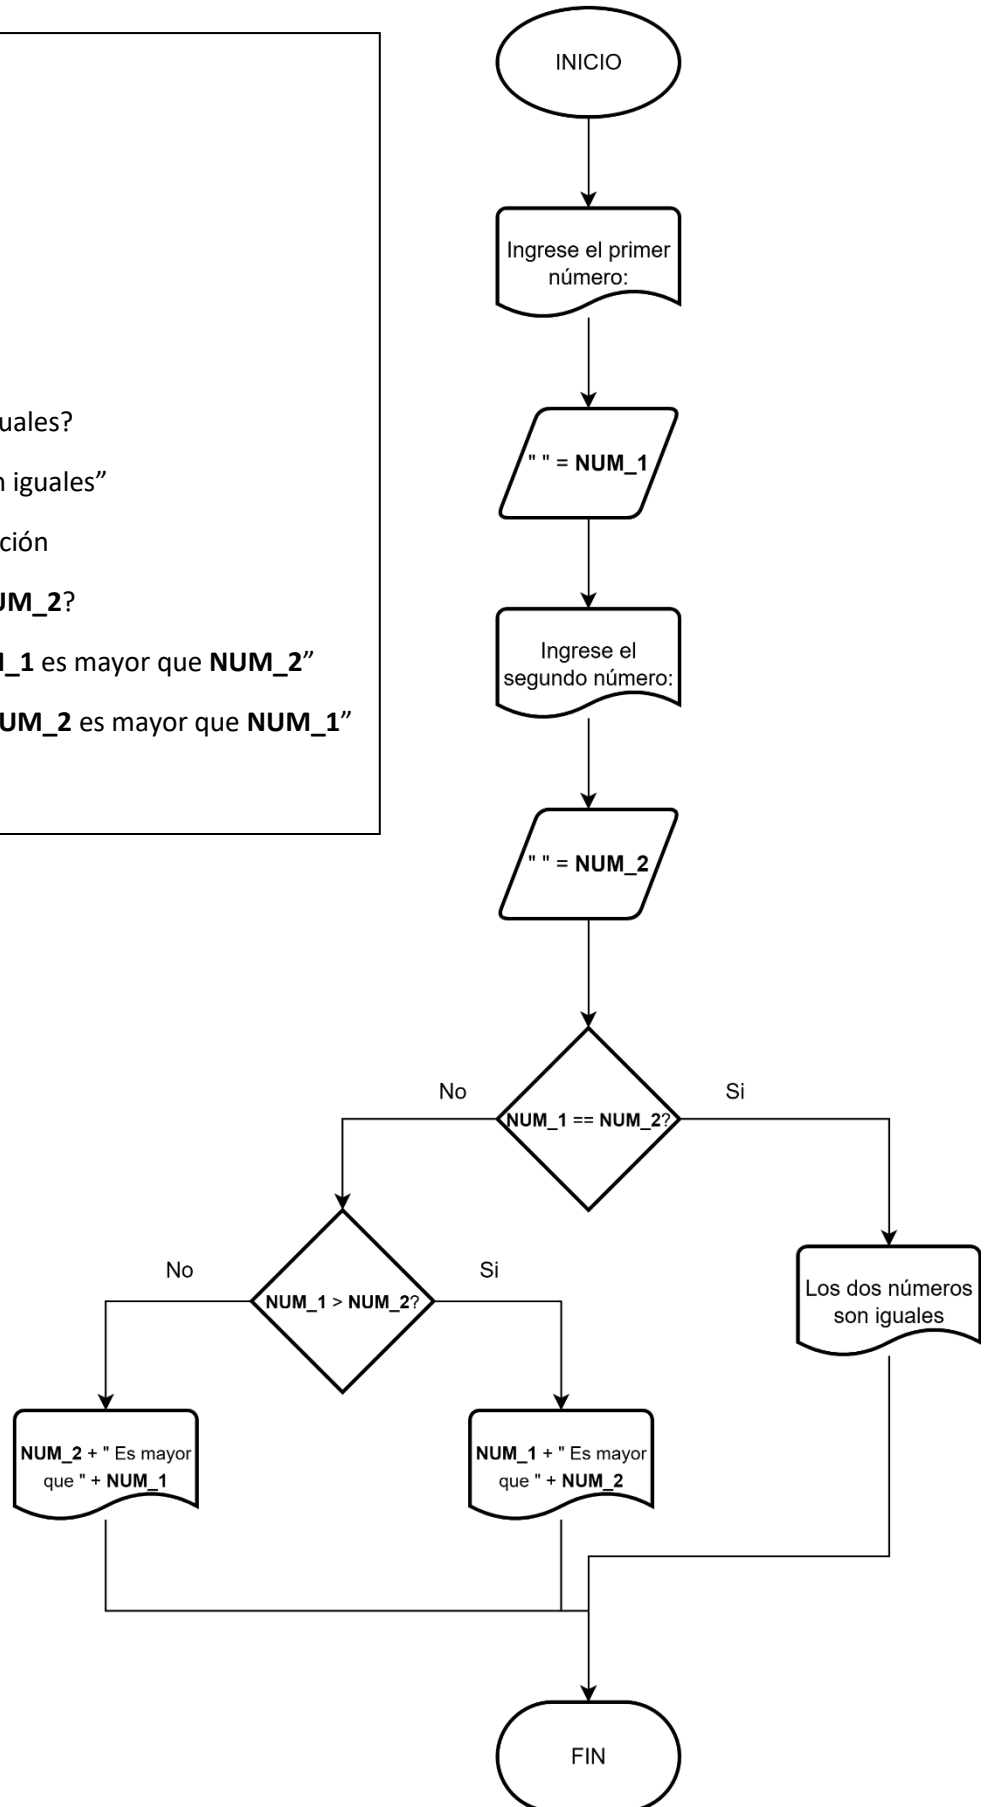 uales?
n iguales”
ción
UM_2?
_1 es mayor que NUM_2”
UM_2 es mayor que NUM_1”
INICIO
Ingrese el primer
número:
" " = NUM_1
Ingrese el
segundo número:
" " = NUM_2
No
Si
NUM_1 == NUM_2?
No
Si
NUM_1 > NUM_2?
Los dos números
son iguales
NUM_2 + " Es mayor
que " + NUM_1
NUM_1 + " Es mayor
que " + NUM_2
FIN